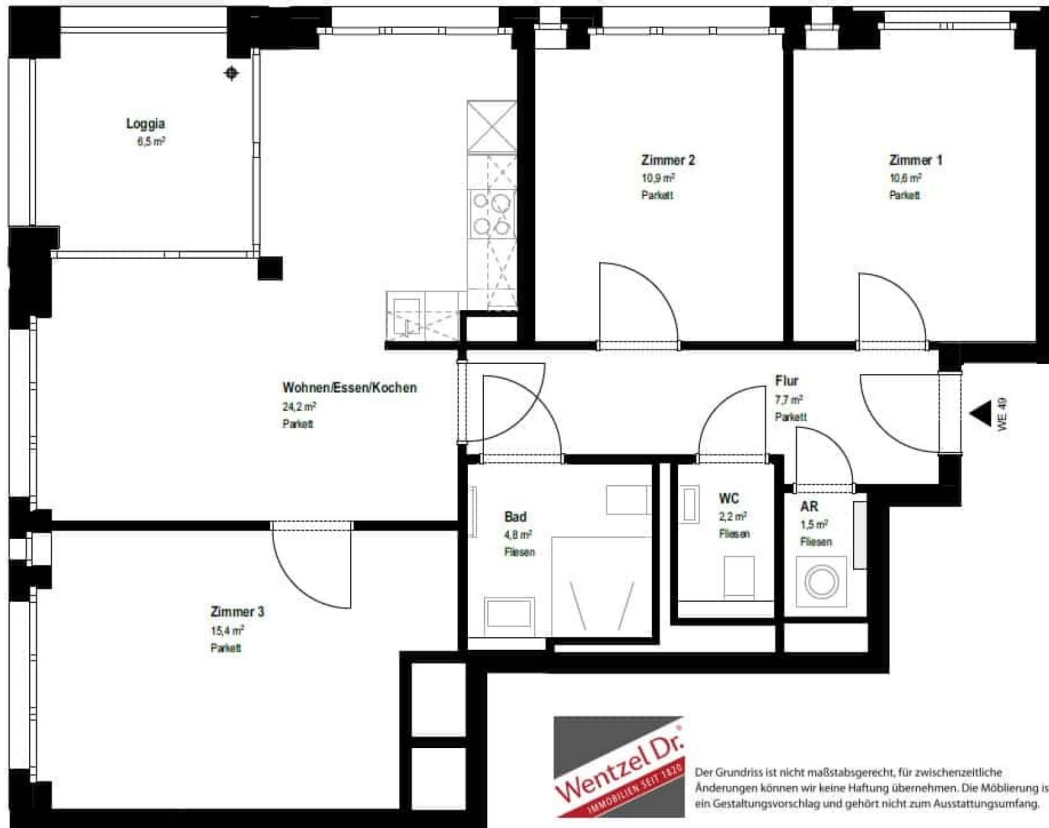 Loggia
6,5 m²
Zimmer 2
10,9 m²
Parkett
Zimmer 1
10,6 m²
Parkett
Wohnen/Essen/Kochen
24,2 m²
Parkett
Flur
7,7 m²
Parkett
WE 49
Bad
4,8 m²
Fliesen
WC
2,2 m²
Fliesen
AR
1,5 m²
Fliesen
Zimmer 3
15,4 m²
Parkett
Wentzel Dr.®
IMMOBILIEN SEIT 1820
Der Grundriss ist nicht maßstabsgerecht, für zwischenzeitliche
Änderungen können wir keine Haftung übernehmen. Die Möblierung is
ein Gestaltungsvorschlag und gehört nicht zum Ausstattungsumfang.